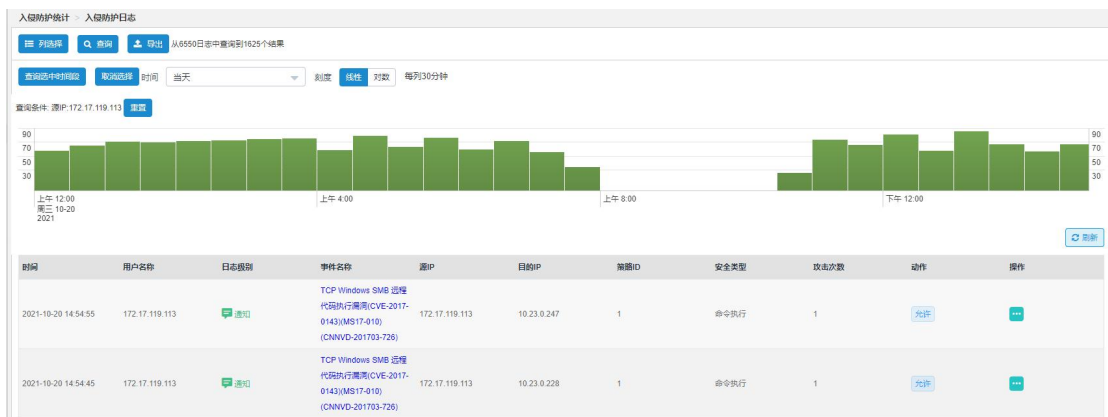 入侵防护统计 > 入侵防护日志
列选择 查询 导出 从6550日志中查询到1625个结果
查询选中时间段 取消选择 时间 当天 刻度 线性 对数 每列30分钟
查询条件: 源IP:172.17.119.113 重置
90 90
70 70
50 50
30 30
上午 12:00 上午 4:00 上午 8:00 下午 12:00
周三 10-20
2021
刷新
时间 用户名称 日志级别 事件名称 源IP 目的IP 策略ID 安全类型 攻击次数 动作 操作
TCP Windows SMB 远程
代码执行漏洞(CVE-2017-
2021-10-20 14:54:55 172.17.119.113 通知 0143)(MS17-010) 172.17.119.113 10.23.0.247 1 命令执行 1 允许
(CNNVD-201703-726)
TCP Windows SMB 远程
代码执行漏洞(CVE-2017-
2021-10-20 14:54:45 172.17.119.113 通知 0143)(MS17-010) 172.17.119.113 10.23.0.228 1 命令执行 1 允许
(CNNVD-201703-726)